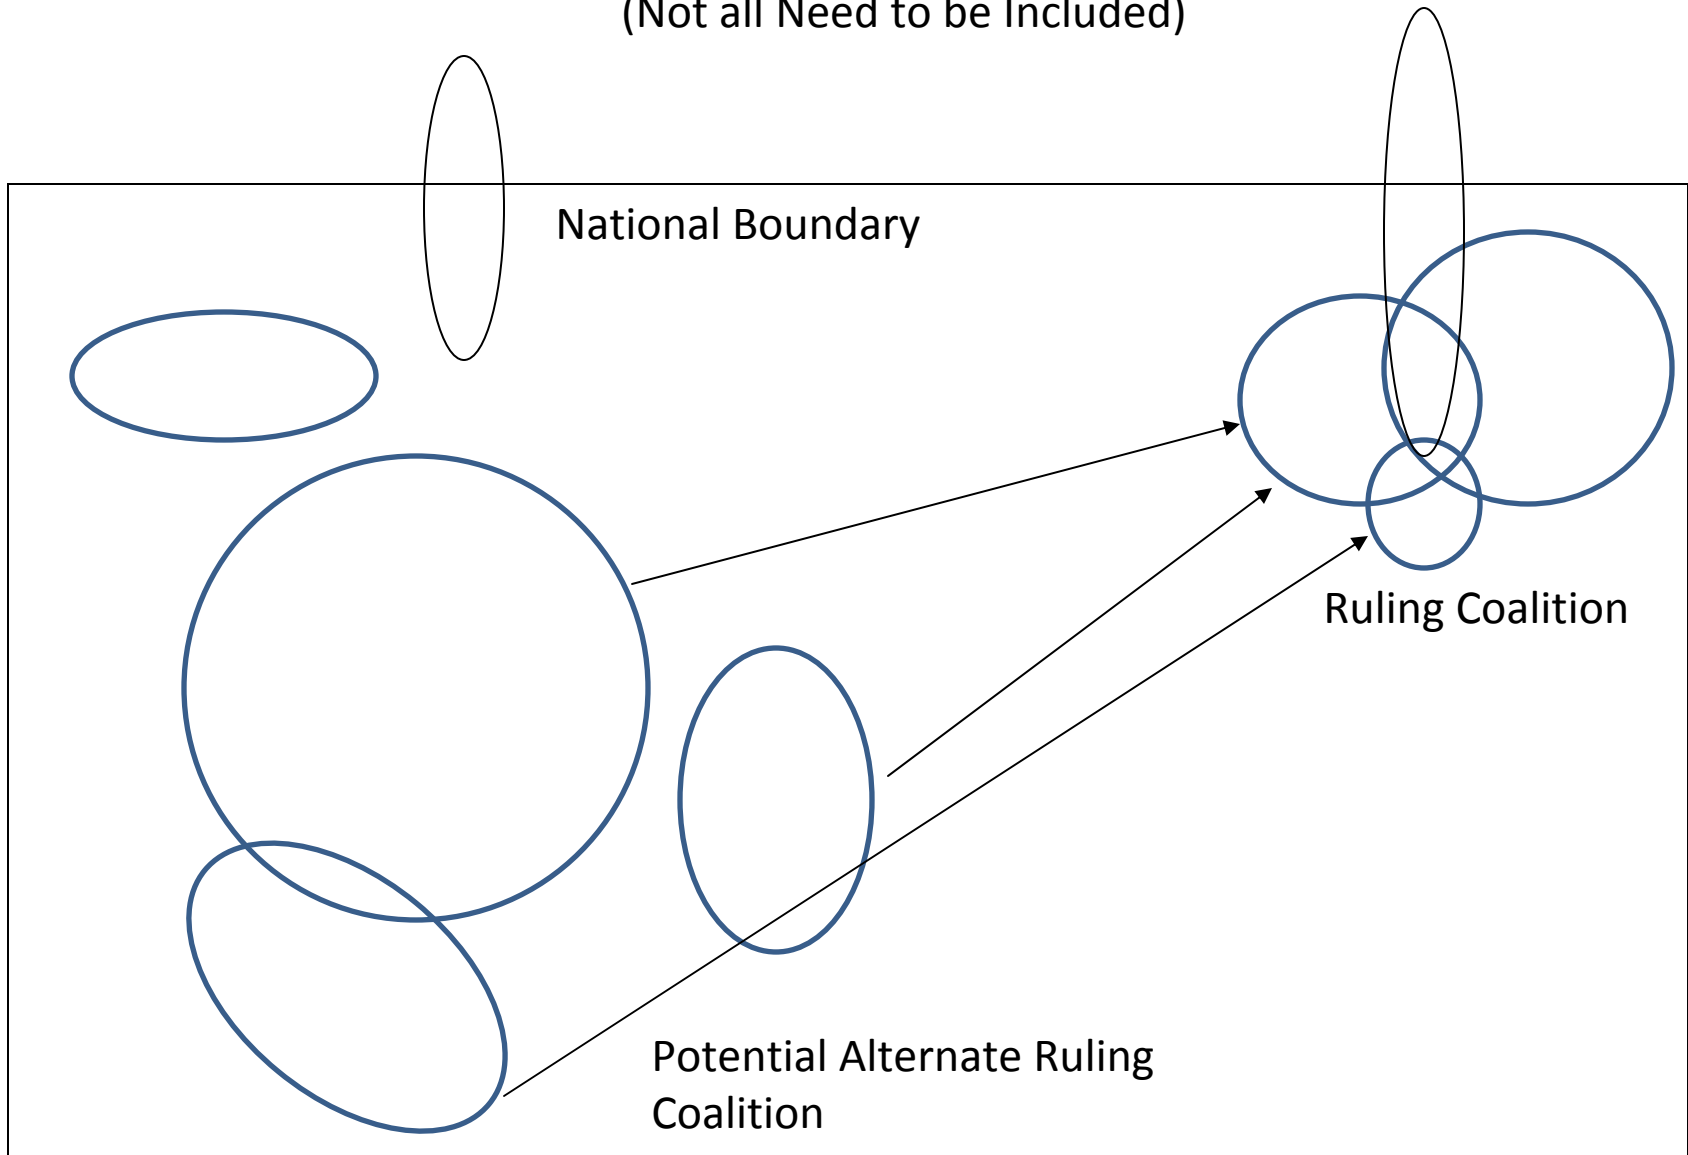 (Not all Need to be Included)
National Boundary
Ruling Coalition
Potential Alternate Ruling
Coalition